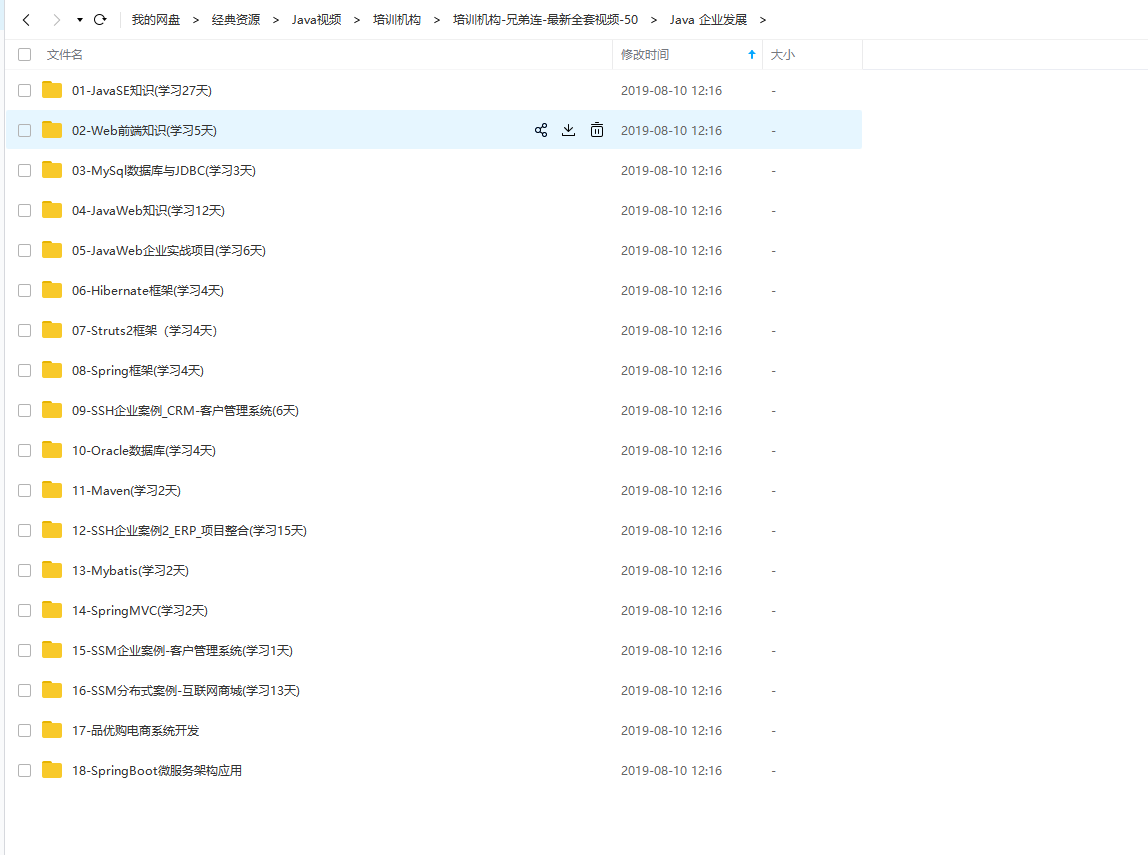 我的网盘 > 经典资源 > Java视频 > 培训机构 > 培训机构-兄弟连-最新全套视频-50 > Java 企业发展 >
文件名 修改时间 大小
01-JavaSE知识(学习27天) 2019-08-10 12:16 -
02-Web前端知识(学习5天) 2019-08-10 12:16 -
03-MySql数据库与JDBC(学习3天) 2019-08-10 12:16 -
04-JavaWeb知识(学习12天) 2019-08-10 12:16 -
05-JavaWeb企业实战项目(学习6天) 2019-08-10 12:16 -
06-Hibernate框架(学习4天) 2019-08-10 12:16 -
07-Struts2框架（学习4天) 2019-08-10 12:16 -
08-Spring框架(学习4天) 2019-08-10 12:16 -
09-SSH企业案例_CRM-客户管理系统(6天) 2019-08-10 12:16 -
10-Oracle数据库(学习4天) 2019-08-10 12:16 -
11-Maven(学习2天) 2019-08-10 12:16 -
12-SSH企业案例2_ERP_项目整合(学习15天) 2019-08-10 12:16 -
13-Mybatis(学习2天) 2019-08-10 12:16 -
14-SpringMVC(学习2天) 2019-08-10 12:16 -
15-SSM企业案例-客户管理系统(学习1天) 2019-08-10 12:16 -
16-SSM分布式案例-互联网商城(学习13天) 2019-08-10 12:16 -
17-品优购电商系统开发 2019-08-10 12:16 -
18-SpringBoot微服务架构应用 2019-08-10 12:16 -